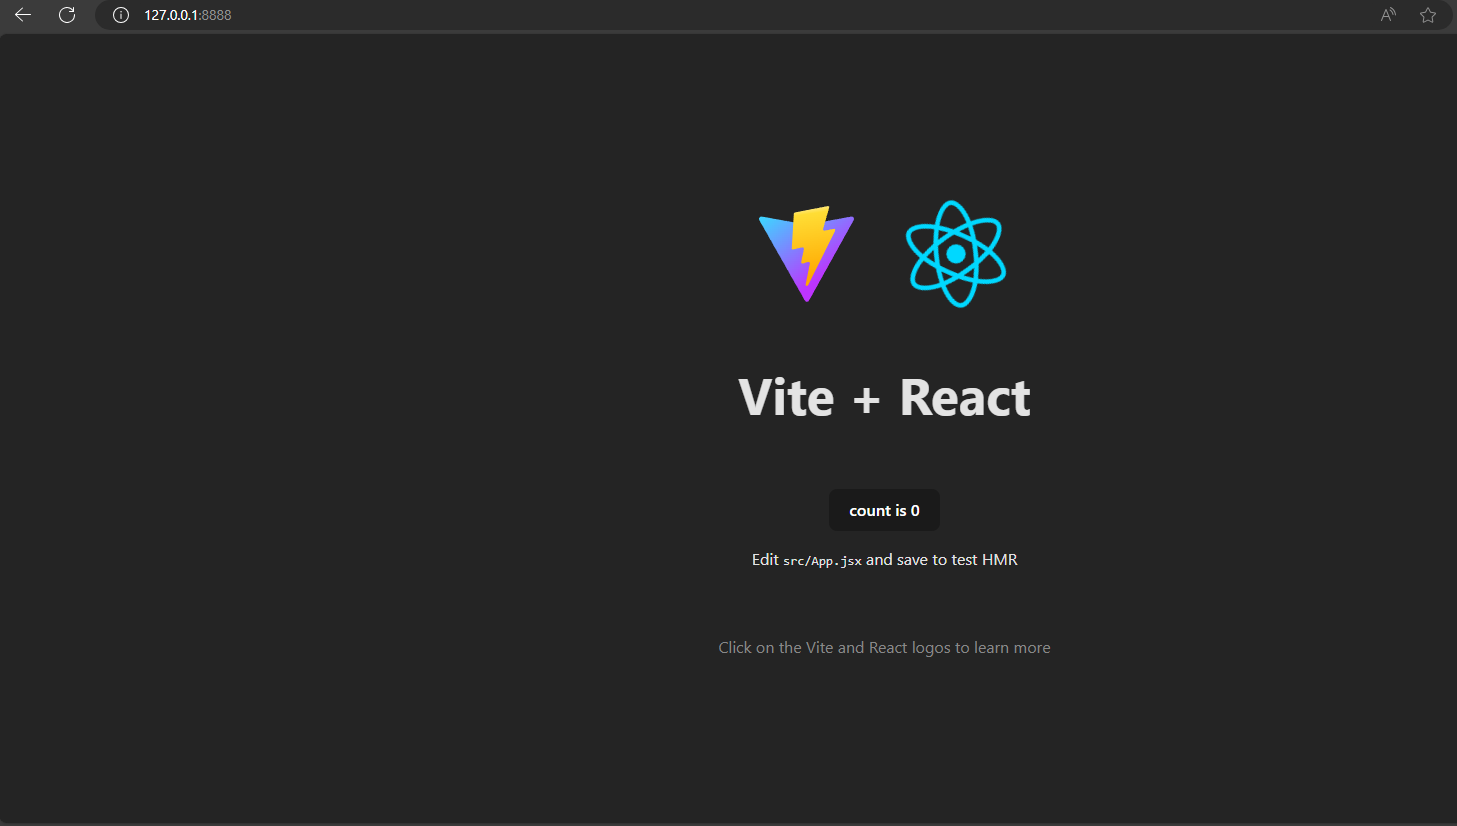 127.0.0.1:8888
Vite + React
count is 0
Edit src/App.jsx and save to test HMR
Click on the Vite and React logos to learn more